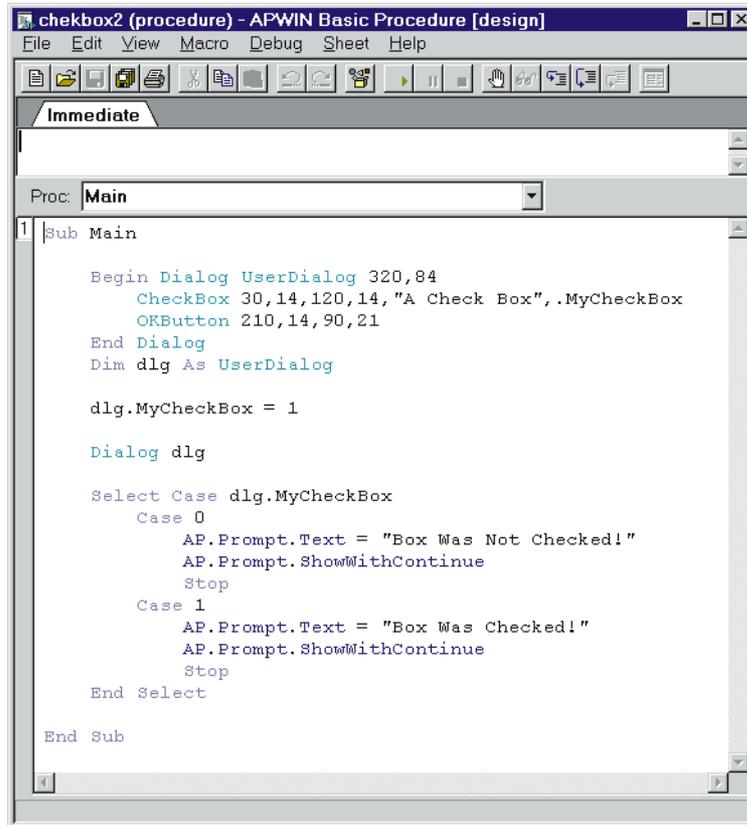 chekbox2 (procedure) - APWIN Basic Procedure [design]
File Edit View Macro Debug Sheet Help
Immediate
Proc: Main
1
Sub Main
Begin Dialog UserDialog 320,84
CheckBox 30,14,120,14,"A Check Box",.MyCheckBox
OKButton 210,14,90,21
End Dialog
Dim dlg As UserDialog
dlg.MyCheckBox = 1
Dialog dlg
Select Case dlg.MyCheckBox
Case 0
AP.Prompt.Text = "Box Was Not Checked!"
AP.Prompt.ShowWithContinue
Stop
Case 1
AP.Prompt.Text = "Box Was Checked!"
AP.Prompt.ShowWithContinue
Stop
End Select
End Sub